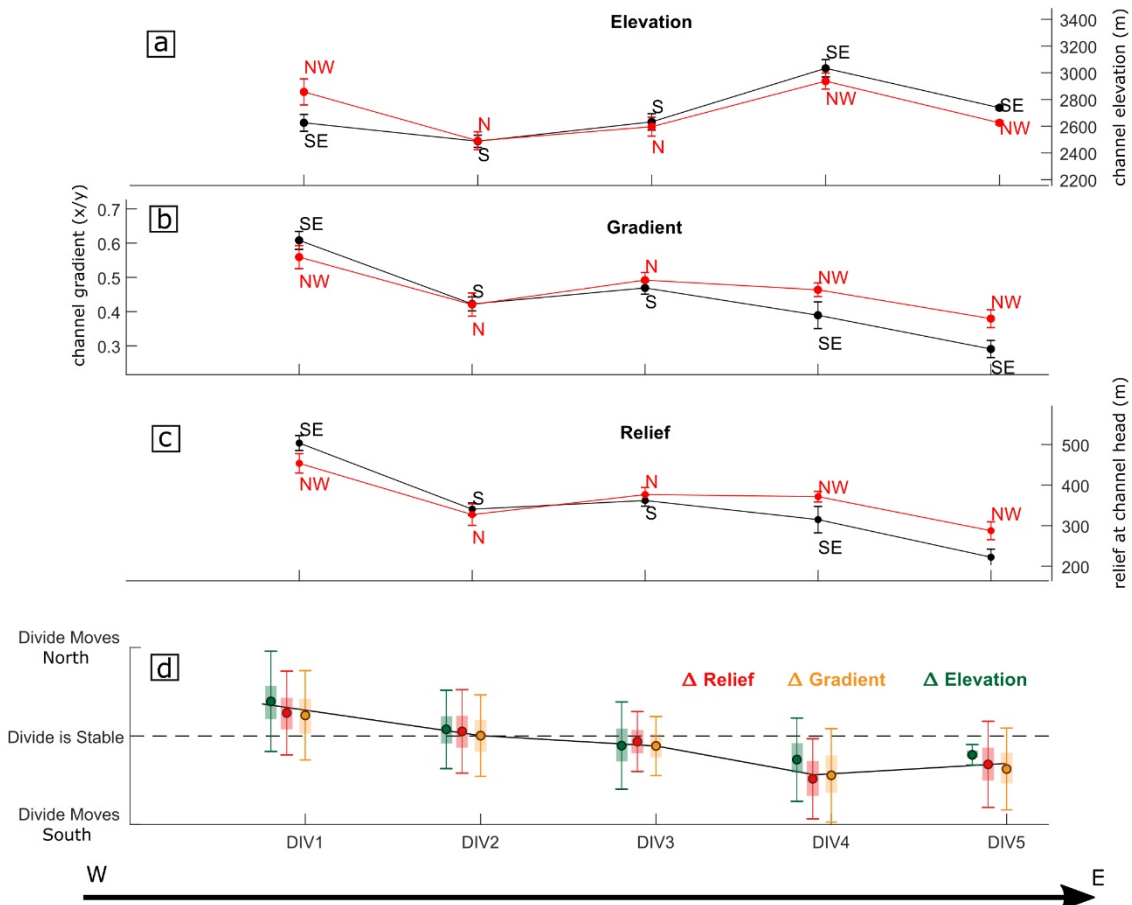 a
Elevation
3400
3200
3000
2800
2600
2400
2200
channel elevation (m)
NW
SE
N
S
S
N
SE
NW
SE
NW
b
Gradient
channel gradient (x/y)
0.7
0.6
0.5
0.4
0.3
SE
NW
S
N
N
S
NW
SE
NW
SE
c
Relief
500
400
300
200
relief at channel head (m)
SE
NW
S
N
N
S
NW
SE
NW
d
Divide Moves
North
Divide is Stable
Divide Moves
South
Δ Relief Δ Gradient Δ Elevation
DIV1 DIV2 DIV3 DIV4 DIV5
W E